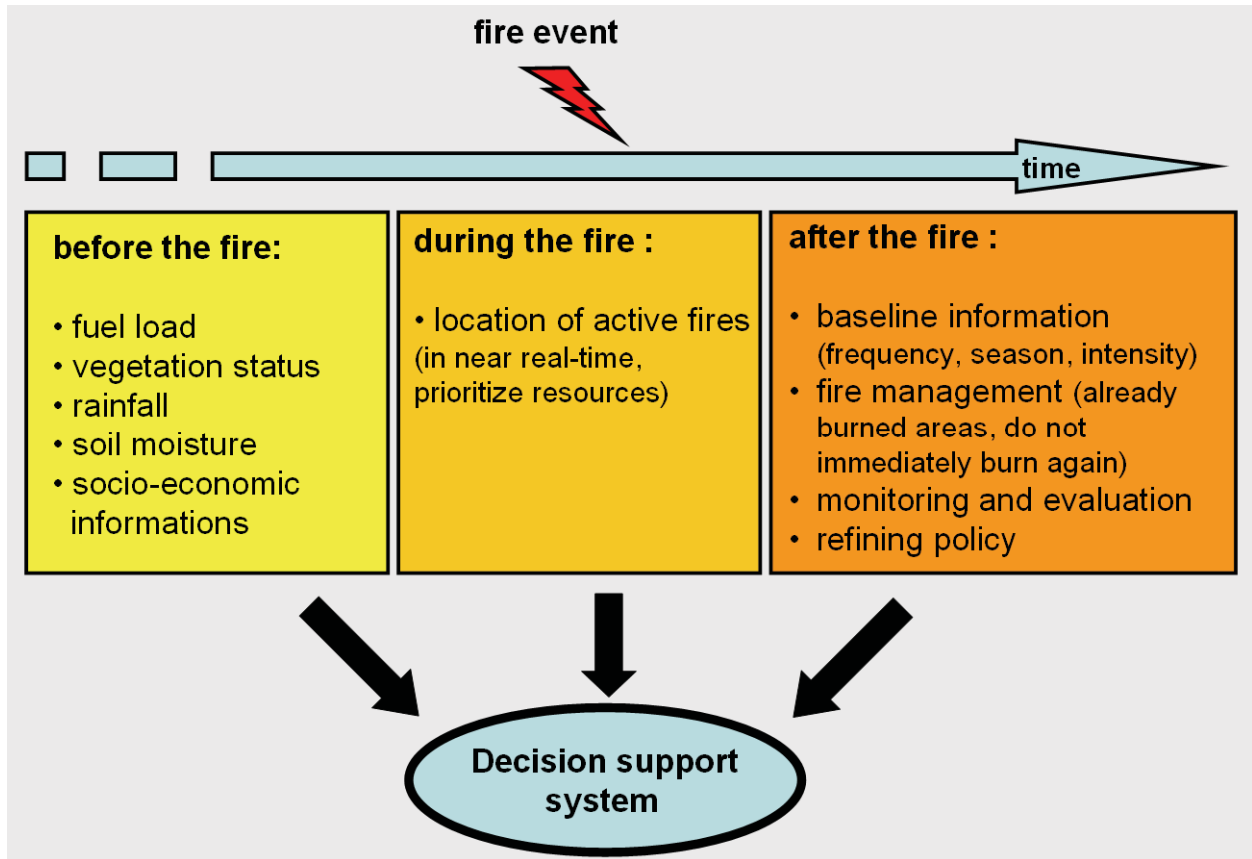 fire event
time
before the fire:
• fuel load
• vegetation status
• rainfall
• soil moisture
• socio-economic
informations
during the fire :
• location of active fires
(in near real-time,
prioritize resources)
after the fire :
• baseline information
(frequency, season, intensity)
• fire management (already
burned areas, do not
immediately burn again)
• monitoring and evaluation
• refining policy
Decision support
system